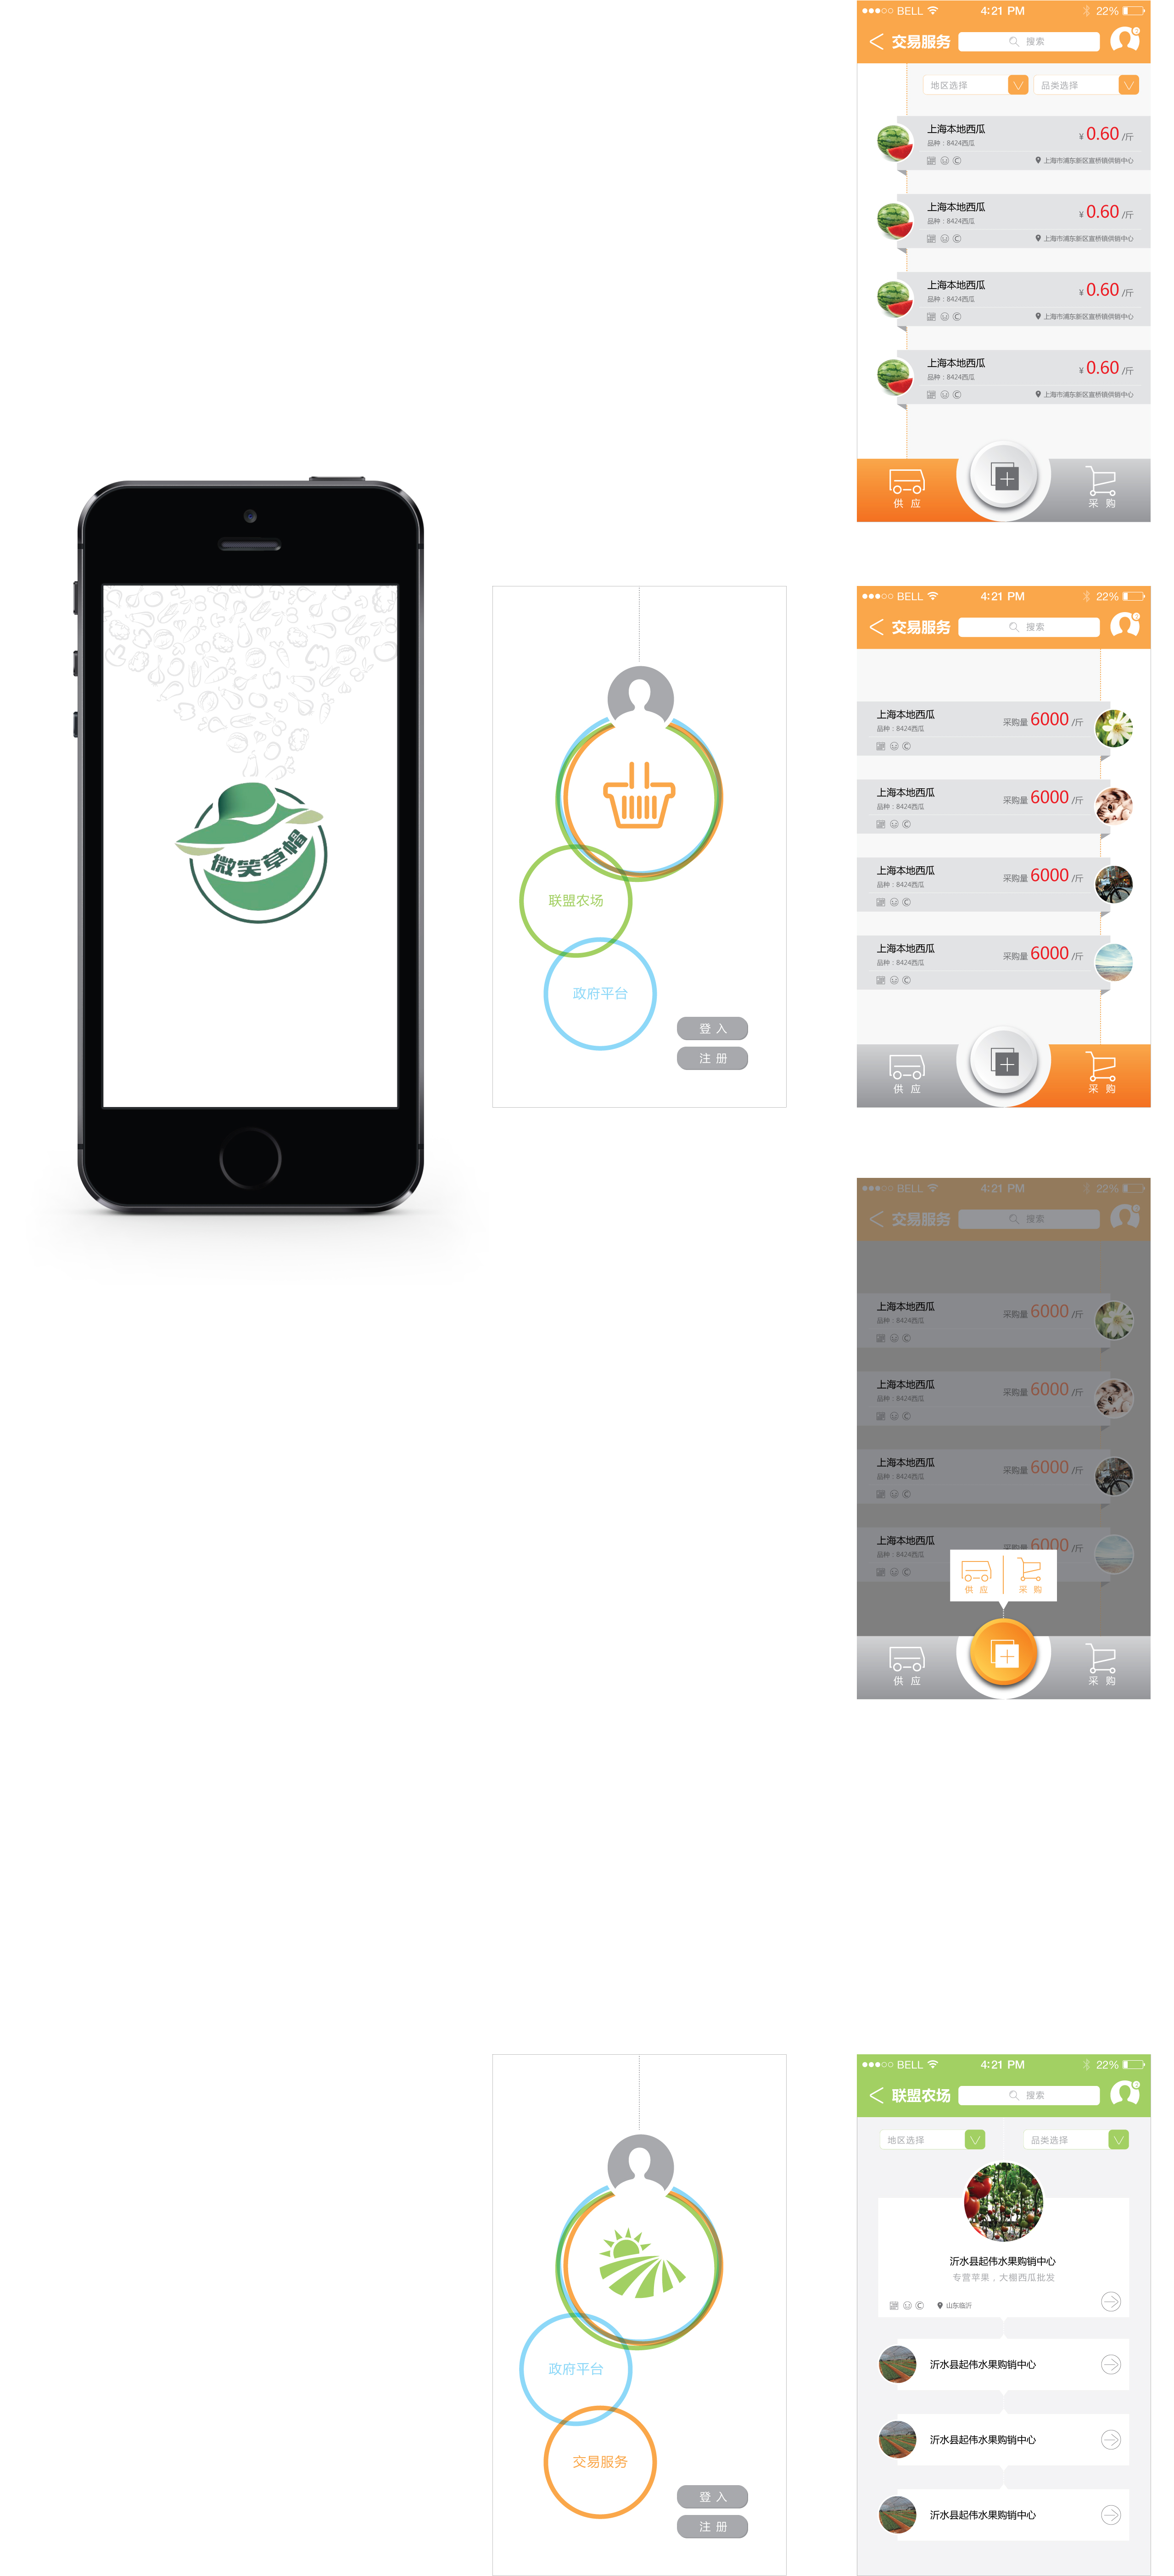 微笑草帽
联盟农场
政府平台
登 入
注 册
BELL 4:21 PM 22%
交易服务 搜索 2
地区选择 品类选择
上海本地西瓜 ¥ 0.60 /斤
品种：8424西瓜
上海市浦东新区宣桥镇供销中心
上海本地西瓜 ¥ 0.60 /斤
品种：8424西瓜
上海市浦东新区宣桥镇供销中心
上海本地西瓜 ¥ 0.60 /斤
品种：8424西瓜
上海市浦东新区宣桥镇供销中心
上海本地西瓜 ¥ 0.60 /斤
品种：8424西瓜
上海市浦东新区宣桥镇供销中心
供 应 采 购
BELL 4:21 PM 22%
交易服务 搜索
上海本地西瓜 采购量 6000 /斤
品种：8424西瓜
上海本地西瓜 采购量 6000 /斤
品种：8424西瓜
上海本地西瓜 采购量 6000 /斤
品种：8424西瓜
上海本地西瓜 采购量 6000 /斤
品种：8424西瓜
供 应 采 购
BELL 4:21 PM 22%
交易服务 搜索
上海本地西瓜 采购量 6000 /斤
品种：8424西瓜
上海本地西瓜 采购量 6000 /斤
品种：8424西瓜
上海本地西瓜 采购量 6000 /斤
品种：8424西瓜
上海本地西瓜 采购量 6000 /斤
品种：8424西瓜
供 应 采 购
供 应 采 购
政府平台
交易服务
登 入
注 册
BELL 4:21 PM 22%
联盟农场 搜索 2
地区选择 品类选择
沂水县起伟水果购销中心
专营苹果，大棚西瓜批发
山东临沂
沂水县起伟水果购销中心
沂水县起伟水果购销中心
沂水县起伟水果购销中心